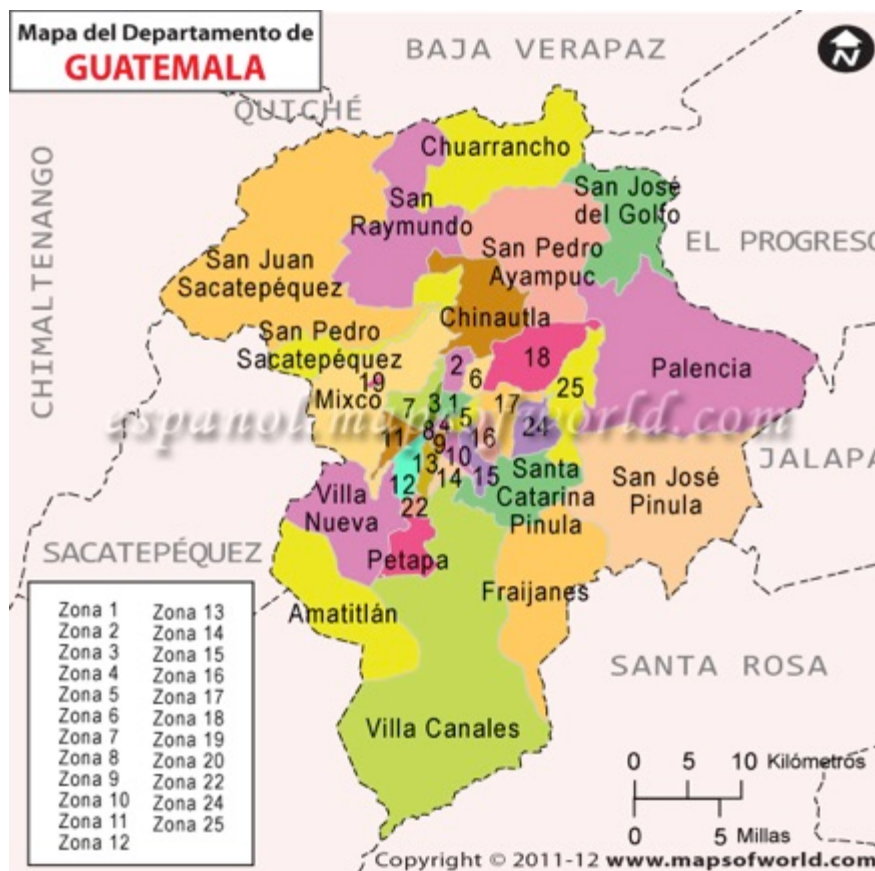 Mapa del Departamento de
GUATEMALA
BAJA VERAPAZ
N
QUICHÉ
CHIMALTENANGO
Chuarrancho
San
Raymundo
San José
del Golfo
EL PROGRESO
San Pedro
Ayampuc
San Juan
Sacatepéquez
Chinautla
San Pedro
Sacatepéquez
18
2
6
19
Mixco
25
Palencia
7
3
1
17
5
espanol.mapsofworld.com
8
4
11
9
16
24
10
13
12
14
15
22
Santa
Catarina
Pinula
San José
Pinula
JALAPA
Villa
Nueva
SACATEPÉQUEZ
Petapa
Fraijanes
Amatitlán
SANTA ROSA
Villa Canales
Zona 1
Zona 2
Zona 3
Zona 4
Zona 5
Zona 6
Zona 7
Zona 8
Zona 9
Zona 10
Zona 11
Zona 12
Zona 13
Zona 14
Zona 15
Zona 16
Zona 17
Zona 18
Zona 19
Zona 20
Zona 22
Zona 24
Zona 25
0 5 10 Kilómetros
0 5 Millas
Copyright © 2011-12 www.mapsofworld.com